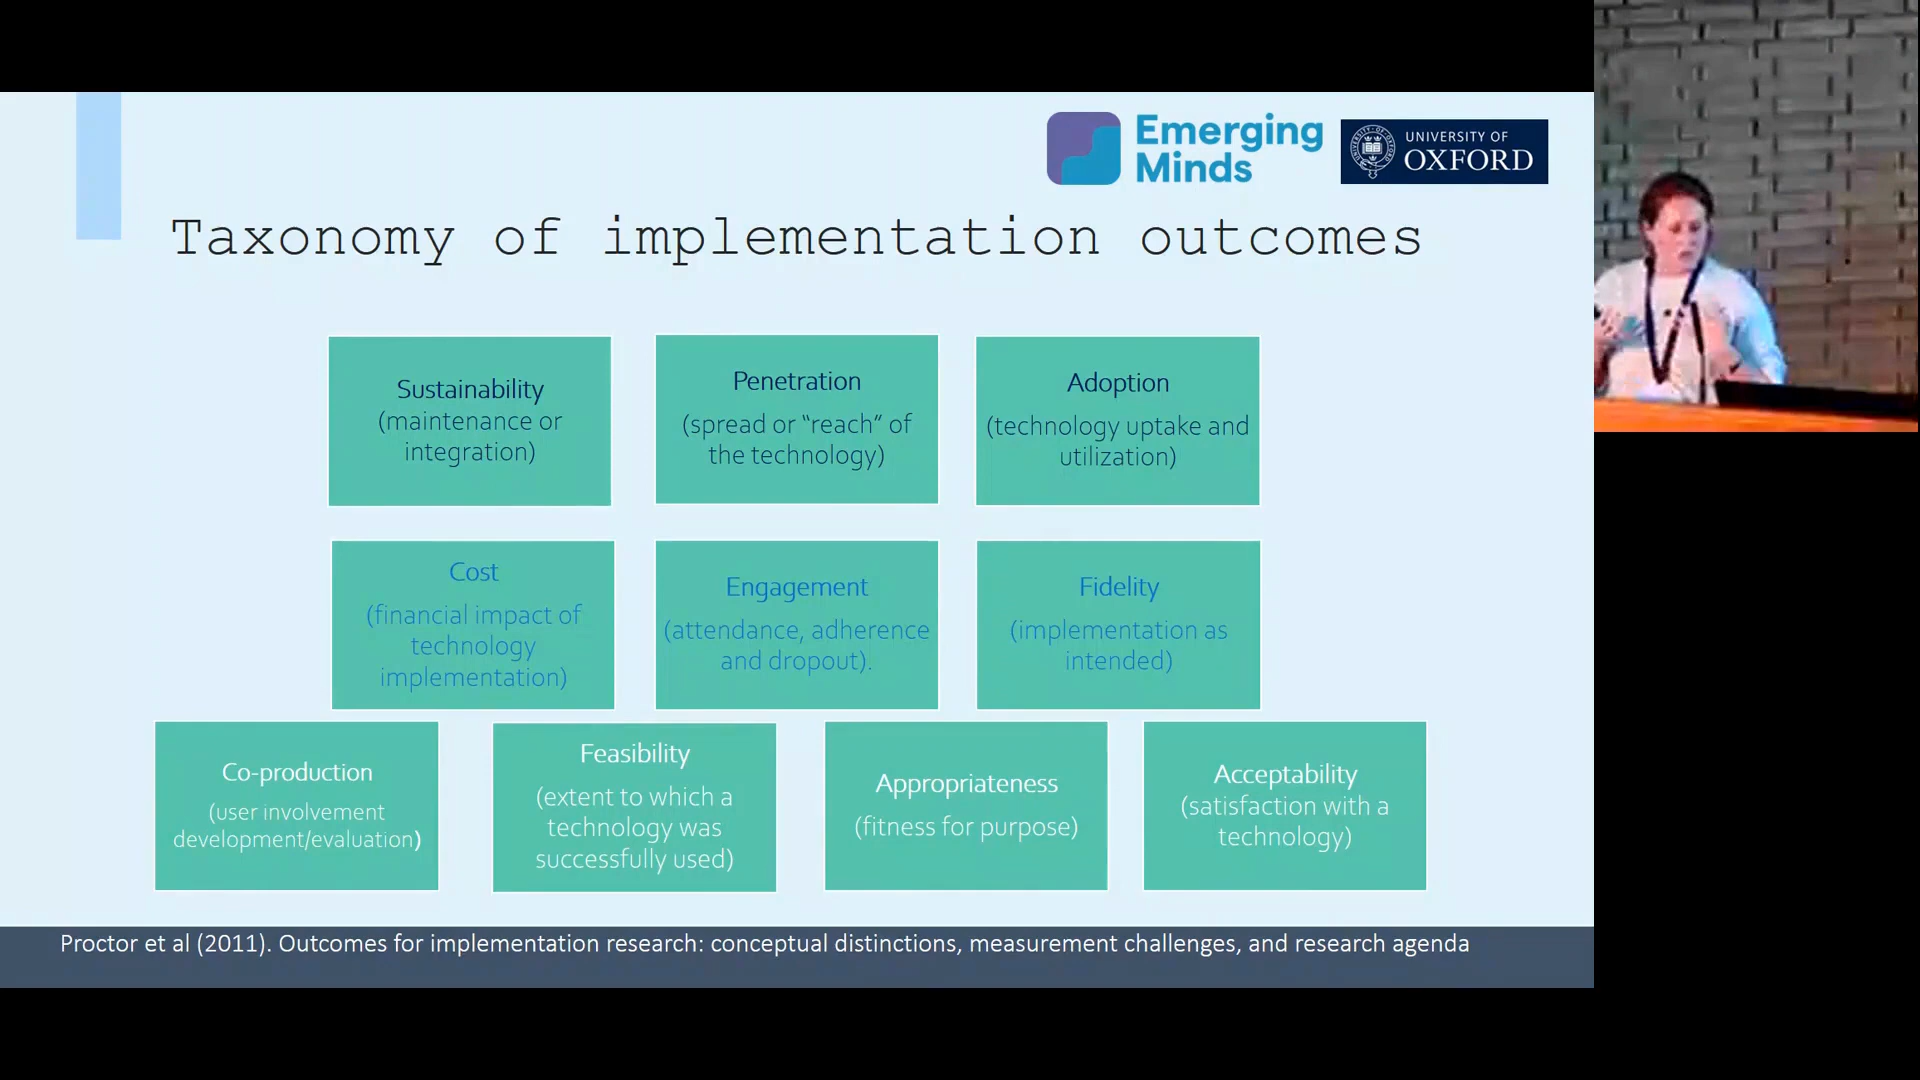 Emerging
Minds
UNIVERSITY OF
OXFORD
Taxonomy of implementation outcomes
Sustainability
(maintenance or
integration)
Penetration
(spread or “reach” of
the technology)
Adoption
(technology uptake and
utilization)
Cost
(financial impact of
technology
implementation)
Engagement
(attendance, adherence
and dropout).
Fidelity
(implementation as
intended)
Co-production
(user involvement
development/evaluation)
Feasibility
(extent to which a
technology was
successfully used)
Appropriateness
(fitness for purpose)
Acceptability
(satisfaction with a
technology)
Proctor et al (2011). Outcomes for implementation research: conceptual distinctions, measurement challenges, and research agenda